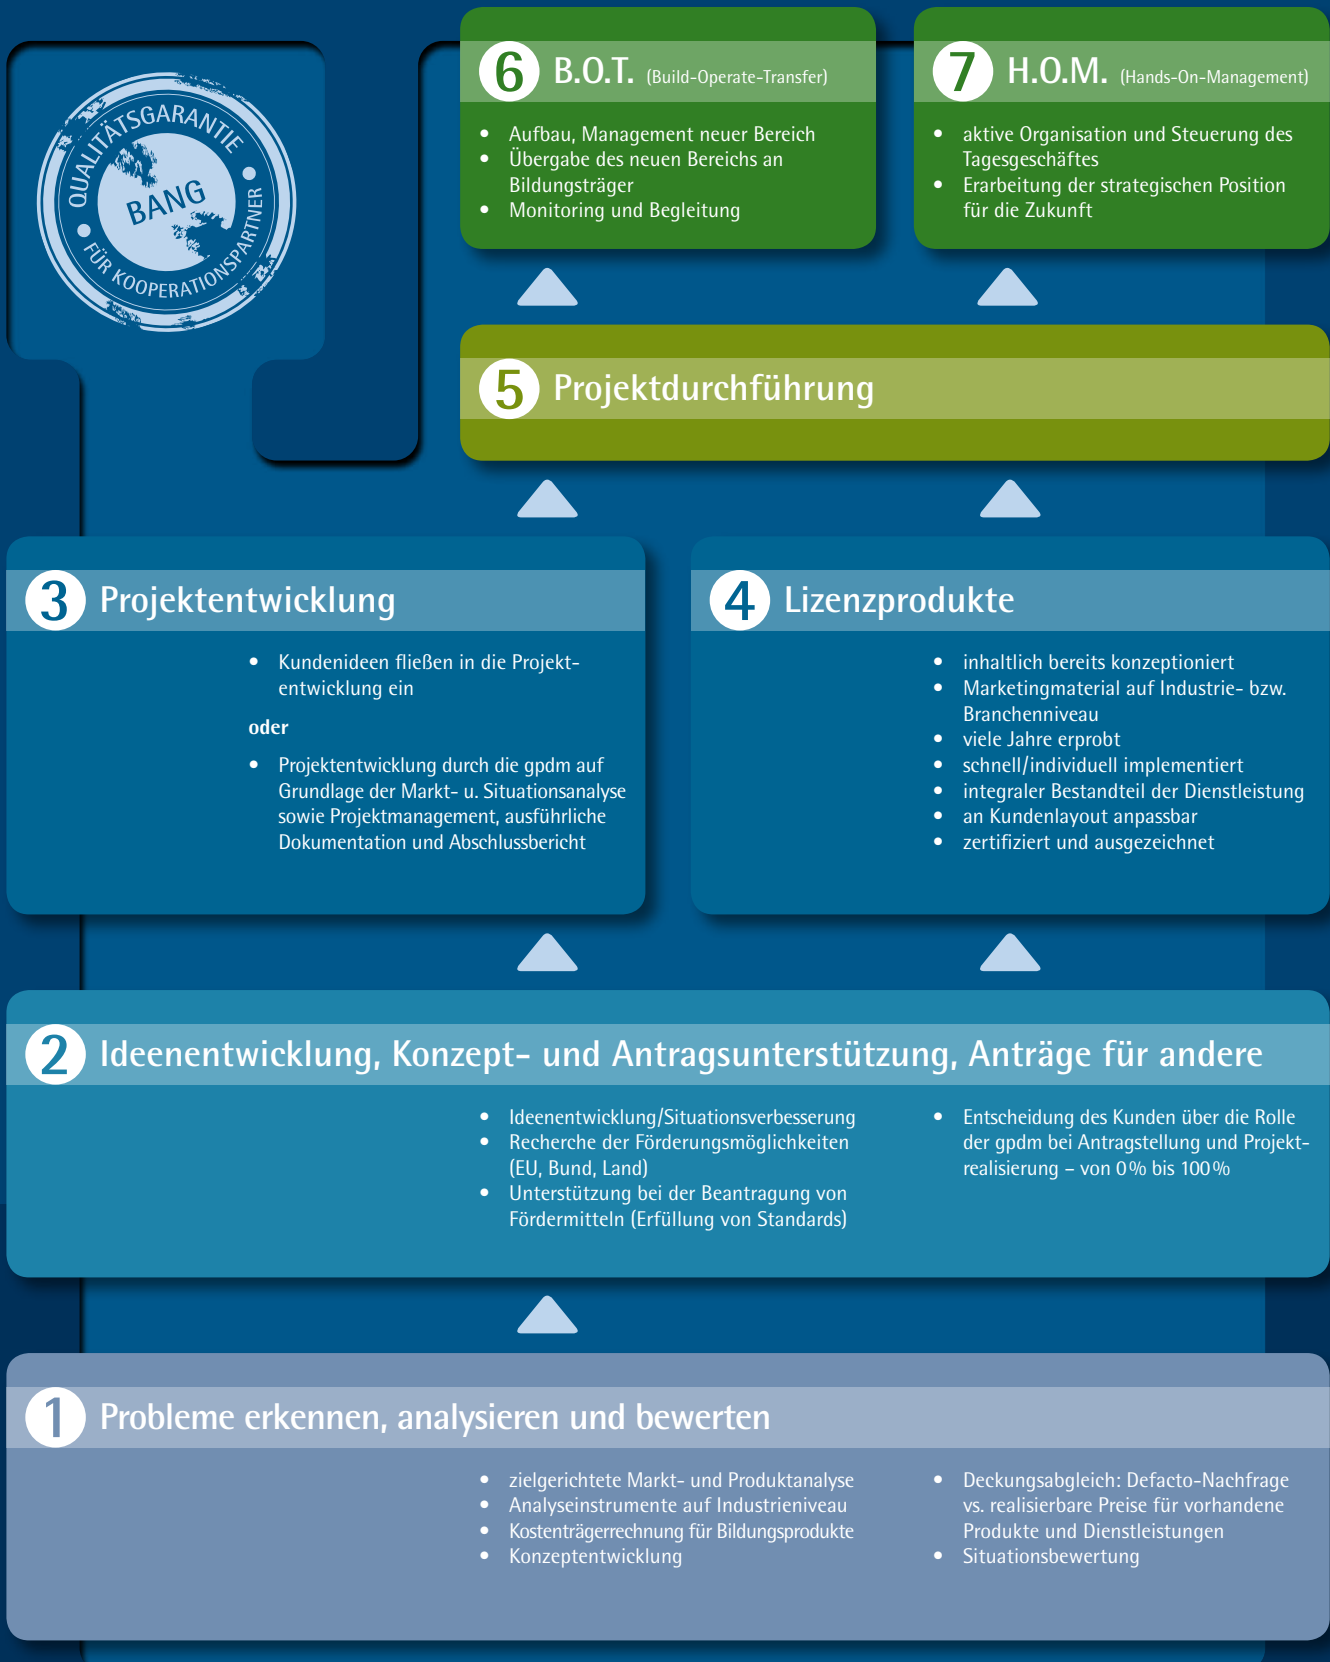 QUALITÄTSGARANTIE
BANG
FÜR KOOPERATIONSPARTNER
6 B.O.T. (Build-Operate-Transfer)
• Aufbau, Management neuer Bereich
• Übergabe des neuen Bereichs an
Bildungsträger
• Monitoring und Begleitung
7 H.O.M. (Hands-On-Management)
• aktive Organisation und Steuerung des
Tagesgeschäftes
• Erarbeitung der strategischen Position
für die Zukunft
5 Projektdurchführung
3 Projektentwicklung
• Kundenideen fließen in die Projekt-
entwicklung ein
oder
• Projektentwicklung durch die gpdm auf
Grundlage der Markt- u. Situationsanalyse
sowie Projektmanagement, ausführliche
Dokumentation und Abschlussbericht
4 Lizenzprodukte
• inhaltlich bereits konzeptioniert
• Marketingmaterial auf Industrie- bzw.
Branchenniveau
• viele Jahre erprobt
• schnell/individuell implementiert
• integraler Bestandteil der Dienstleistung
• an Kundenlayout anpassbar
• zertifiziert und ausgezeichnet
2 Ideenentwicklung, Konzept- und Antragsunterstützung, Anträge für andere
• Ideenentwicklung/Situationsverbesserung
• Recherche der Förderungsmöglichkeiten
(EU, Bund, Land)
• Unterstützung bei der Beantragung von
Fördermitteln (Erfüllung von Standards)
• Entscheidung des Kunden über die Rolle
der gpdm bei Antragstellung und Projekt-
realisierung – von 0% bis 100%
1 Probleme erkennen, analysieren und bewerten
• zielgerichtete Markt- und Produktanalyse
• Analyseinstrumente auf Industrieniveau
• Kostenträgerrechnung für Bildungsprodukte
• Konzeptentwicklung
• Deckungsabgleich: Defacto-Nachfrage
vs. realisierbare Preise für vorhandene
Produkte und Dienstleistungen
• Situationsbewertung